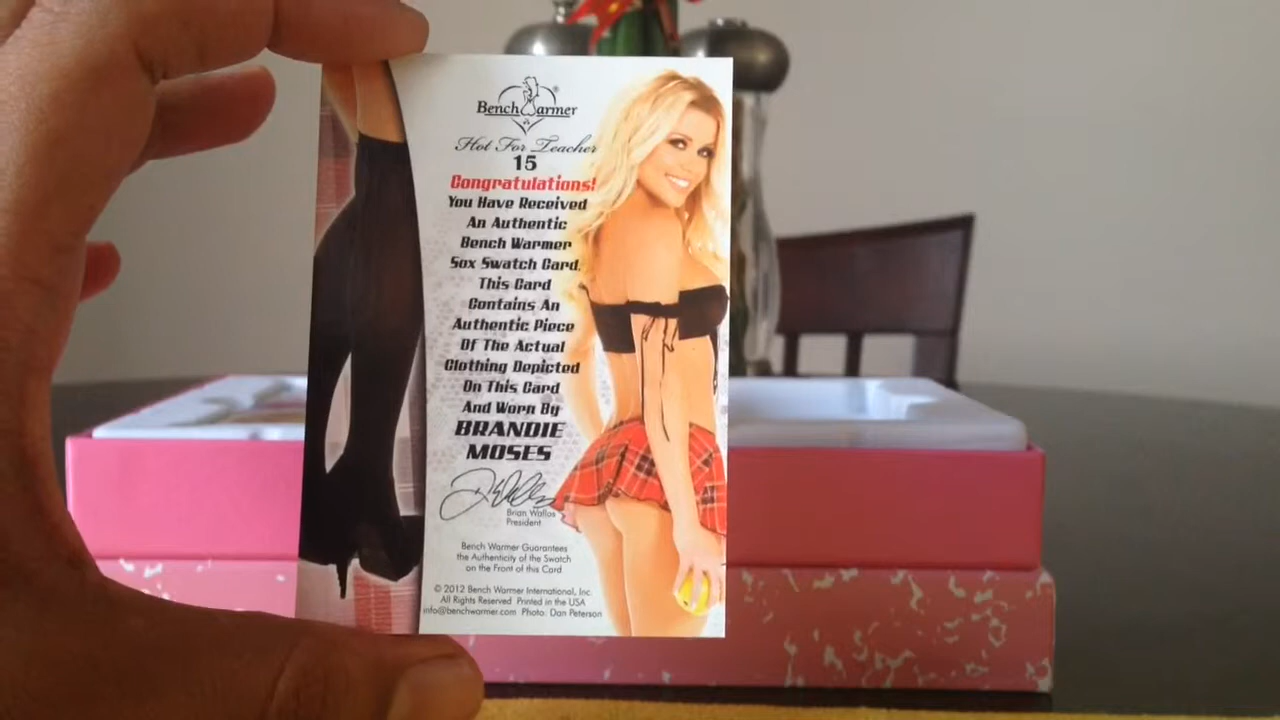 Bench Warmer ®
Hot For Teacher
15
Congratulations!
You Have Received
An Authentic
Bench Warmer
Sox Swatch Card.
This Card
Contains An
Authentic Piece
Of The Actual
Clothing Depicted
On This Card
And Worn By
BRANDIE
MOSES
Brian Wallos
President
Bench Warmer Guarantees
the Authenticity of the Swatch
on the Front of this Card
© 2012 Bench Warmer International, Inc.
All Rights Reserved Printed in the USA
info@benchwarmer.com Photo: Dan Peterson